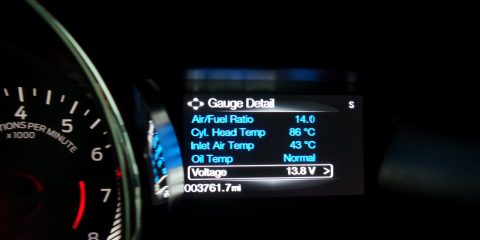 Gauge Detail S
Air/Fuel Ratio 14.0
Cyl. Head Temp 86 °C
Inlet Air Temp 43 °C
Oil Temp Normal
Voltage 13.8 V >
003761.7mi
4 5 6 7 8
PER MINUTE
x1000